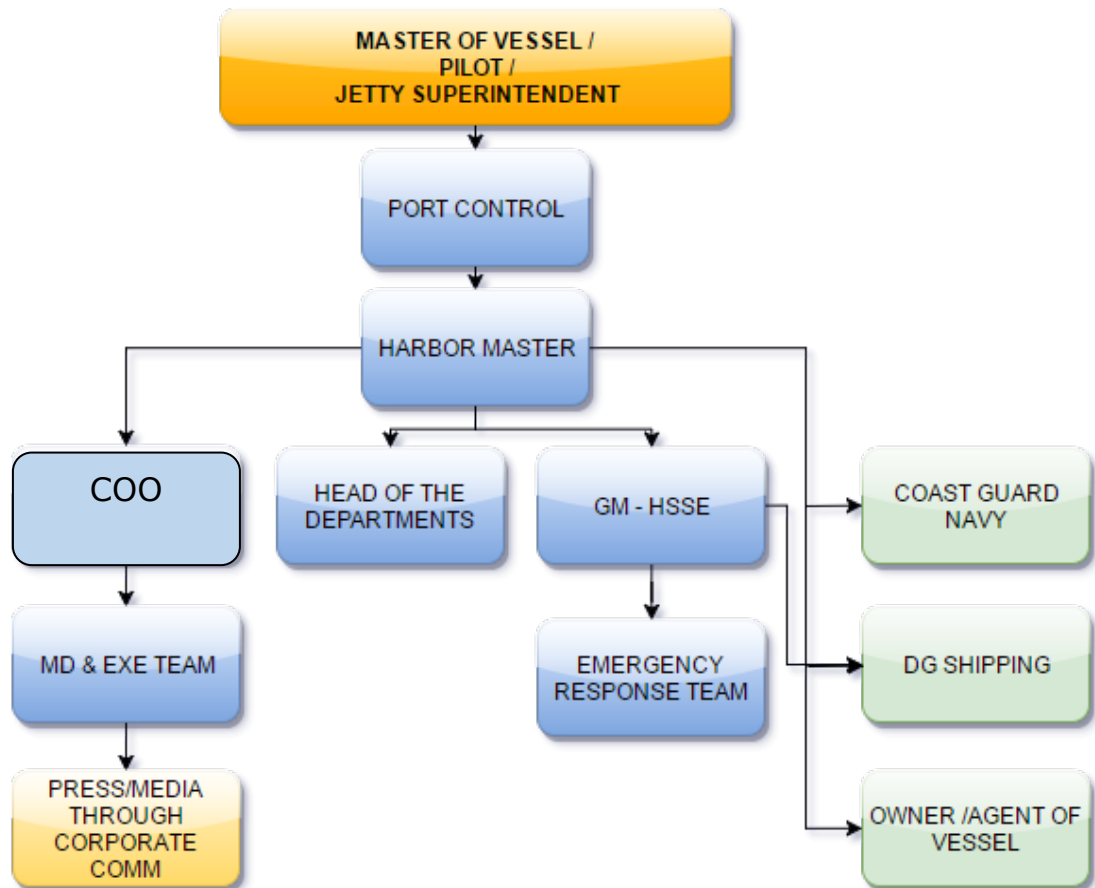 MASTER OF VESSEL /
PILOT /
JETTY SUPERINTENDENT
PORT CONTROL
HARBOR MASTER
COO
HEAD OF THE
DEPARTMENTS
GM - HSSE
COAST GUARD
NAVY
MD & EXE TEAM
EMERGENCY
RESPONSE TEAM
DG SHIPPING
PRESS/MEDIA
THROUGH
CORPORATE
COMM
OWNER /AGENT OF
VESSEL